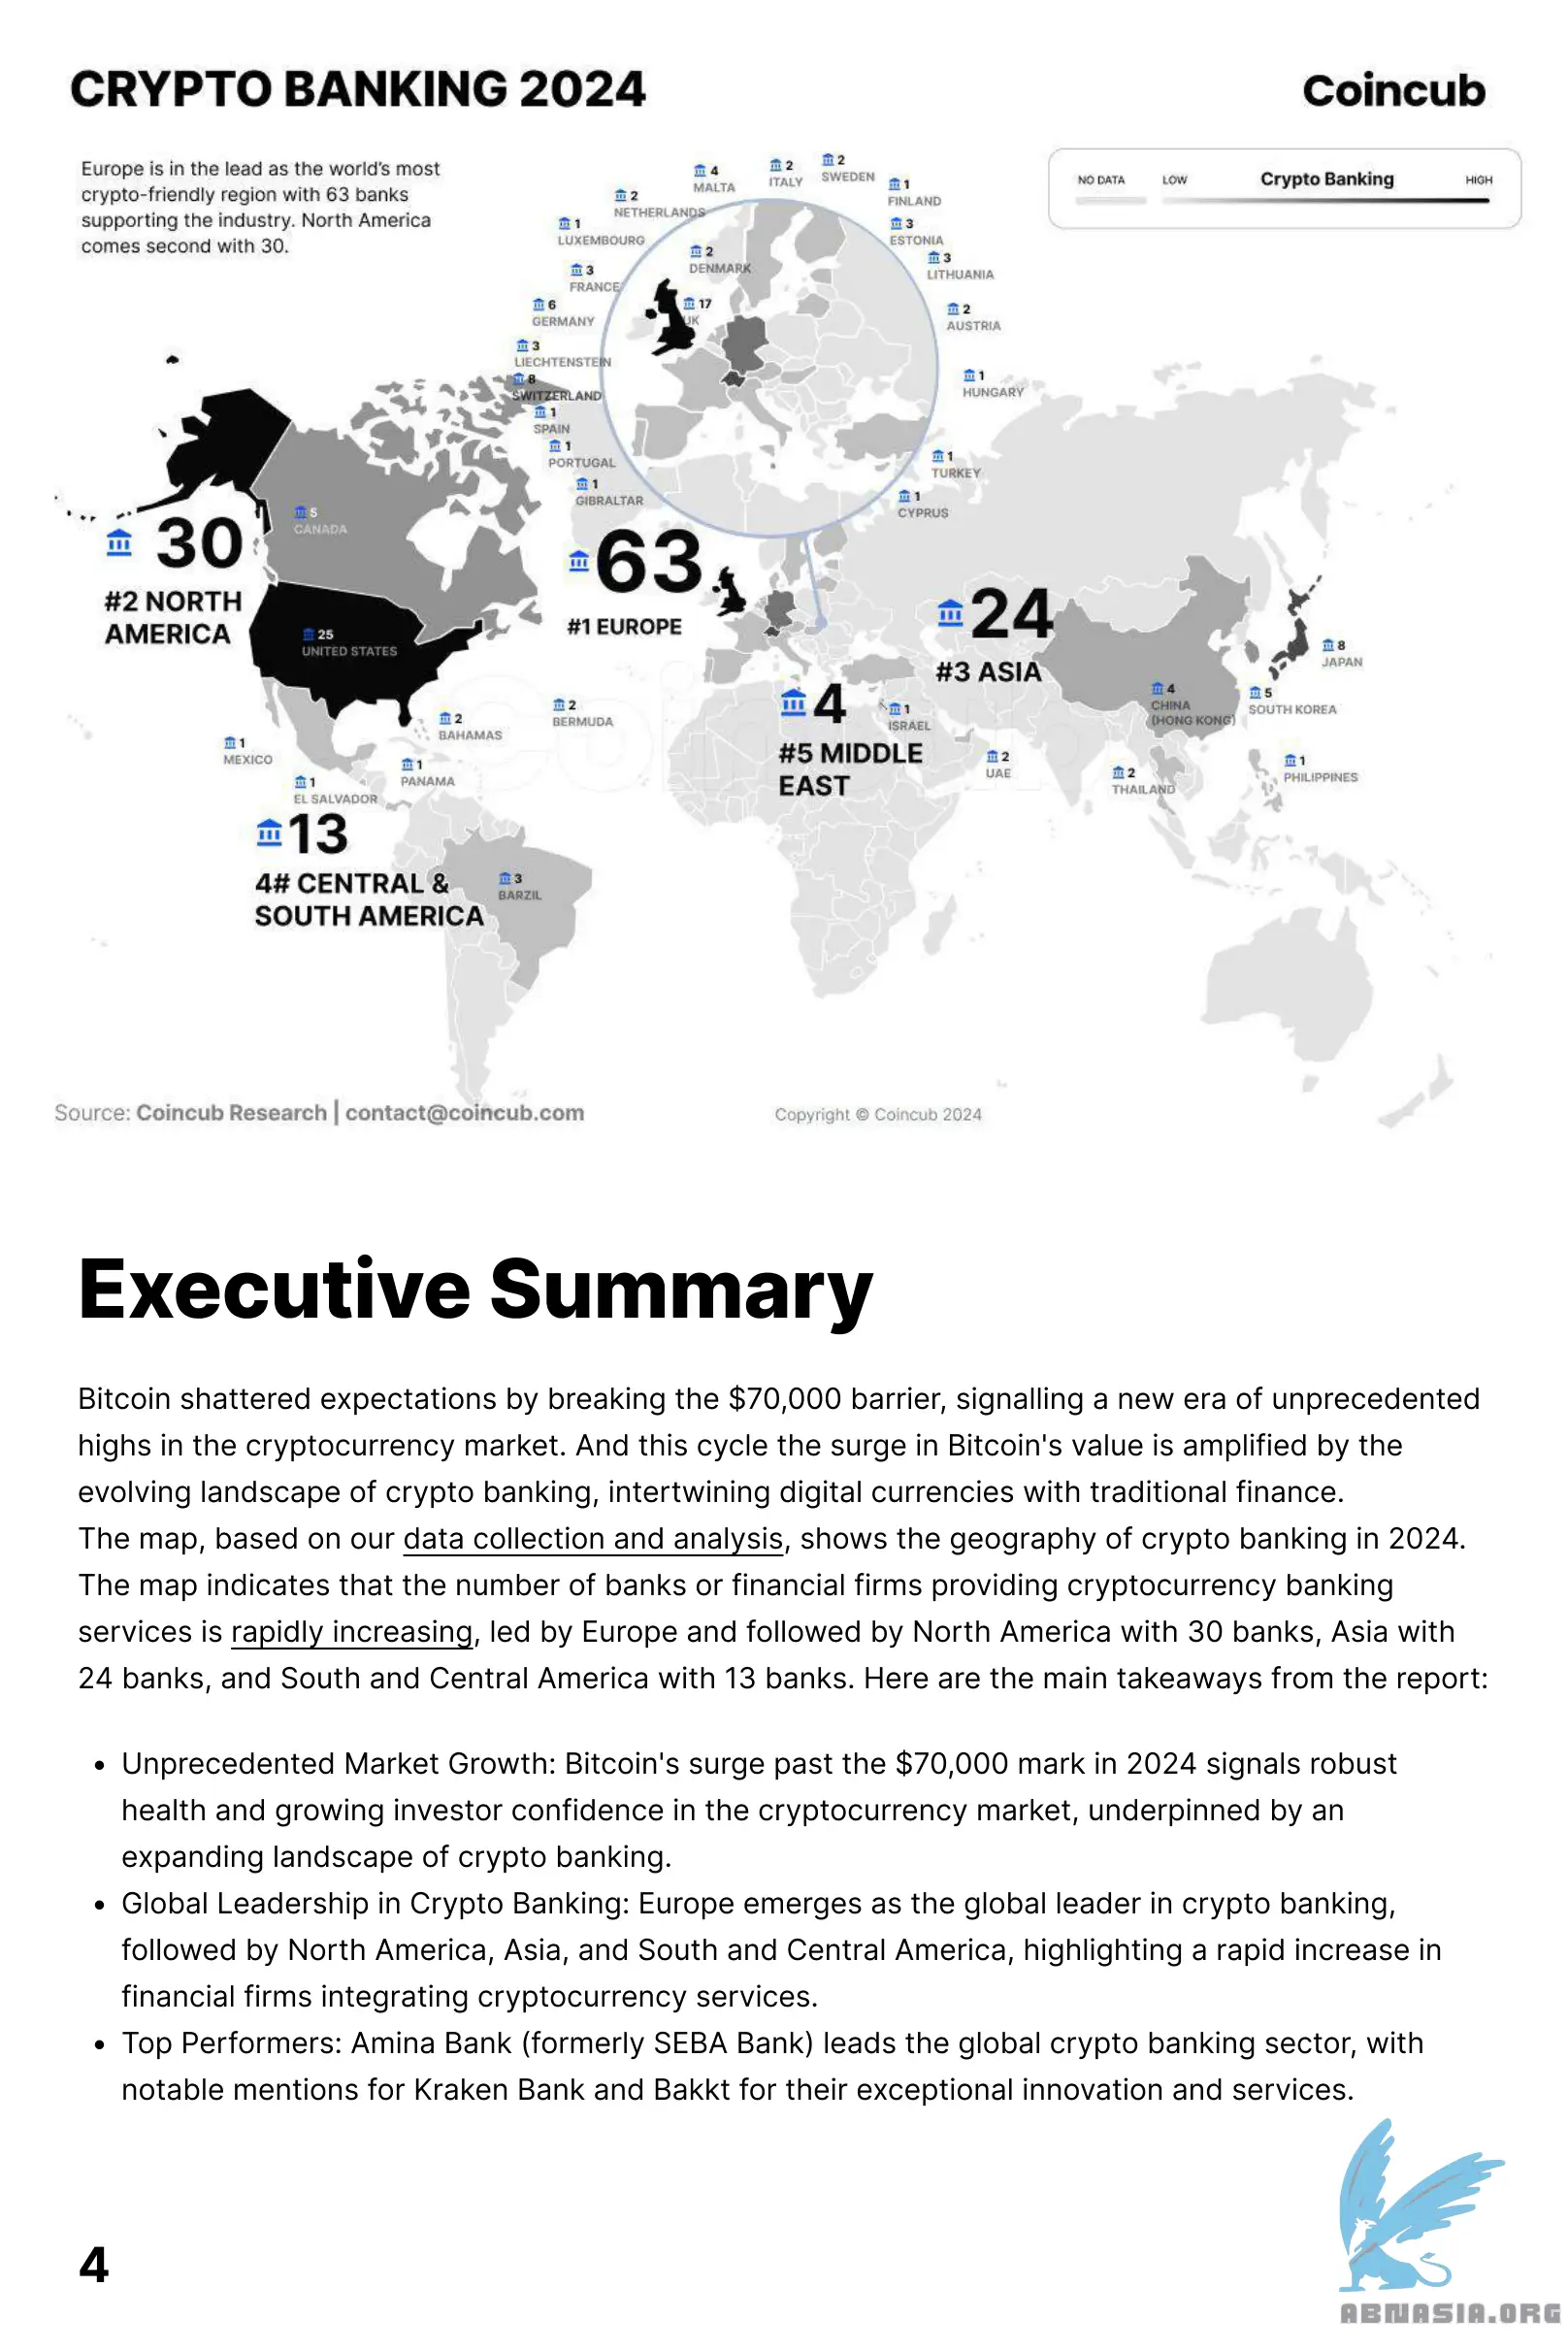 CRYPTO BANKING 2024
Coincub
Europe is in the lead as the world's most
crypto-friendly region with 63 banks
supporting the industry. North America
comes second with 30.
NO DATA
LOW
Crypto Banking
HIGH
4
MALTA
2
ITALY
2
SWEDEN
1
FINLAND
2
NETHERLANDS
3
ESTONIA
1
LUXEMBOURG
2
DENMARK
3
LITHUANIA
3
FRANCE
6
GERMANY
17
UK
2
AUSTRIA
3
LIECHTENSTEIN
8
SWITZERLAND
1
HUNGARY
1
SPAIN
1
PORTUGAL
1
TURKEY
1
GIBRALTAR
1
CYPRUS
5
CANADA
30
#2 NORTH
AMERICA
63
#1 EUROPE
24
#3 ASIA
25
UNITED STATES
8
JAPAN
4
CHINA
(HONG KONG)
5
SOUTH KOREA
4
#5 MIDDLE
EAST
1
ISRAEL
2
UAE
2
BERMUDA
2
BAHAMAS
1
MEXICO
1
PANAMA
1
EL SALVADOR
2
THAILAND
1
PHILIPPINES
13
4# CENTRAL &
SOUTH AMERICA
3
BARZIL
Source: Coincub Research | contact@coincub.com
Copyright © Coincub 2024
Executive Summary
Bitcoin shattered expectations by breaking the $70,000 barrier, signalling a new era of unprecedented
highs in the cryptocurrency market. And this cycle the surge in Bitcoin's value is amplified by the
evolving landscape of crypto banking, intertwining digital currencies with traditional finance.
The map, based on our data collection and analysis, shows the geography of crypto banking in 2024.
The map indicates that the number of banks or financial firms providing cryptocurrency banking
services is rapidly increasing, led by Europe and followed by North America with 30 banks, Asia with
24 banks, and South and Central America with 13 banks. Here are the main takeaways from the report:
• Unprecedented Market Growth: Bitcoin's surge past the $70,000 mark in 2024 signals robust
health and growing investor confidence in the cryptocurrency market, underpinned by an
expanding landscape of crypto banking.
• Global Leadership in Crypto Banking: Europe emerges as the global leader in crypto banking,
followed by North America, Asia, and South and Central America, highlighting a rapid increase in
financial firms integrating cryptocurrency services.
• Top Performers: Amina Bank (formerly SEBA Bank) leads the global crypto banking sector, with
notable mentions for Kraken Bank and Bakkt for their exceptional innovation and services.
4
ABNASIA.ORG